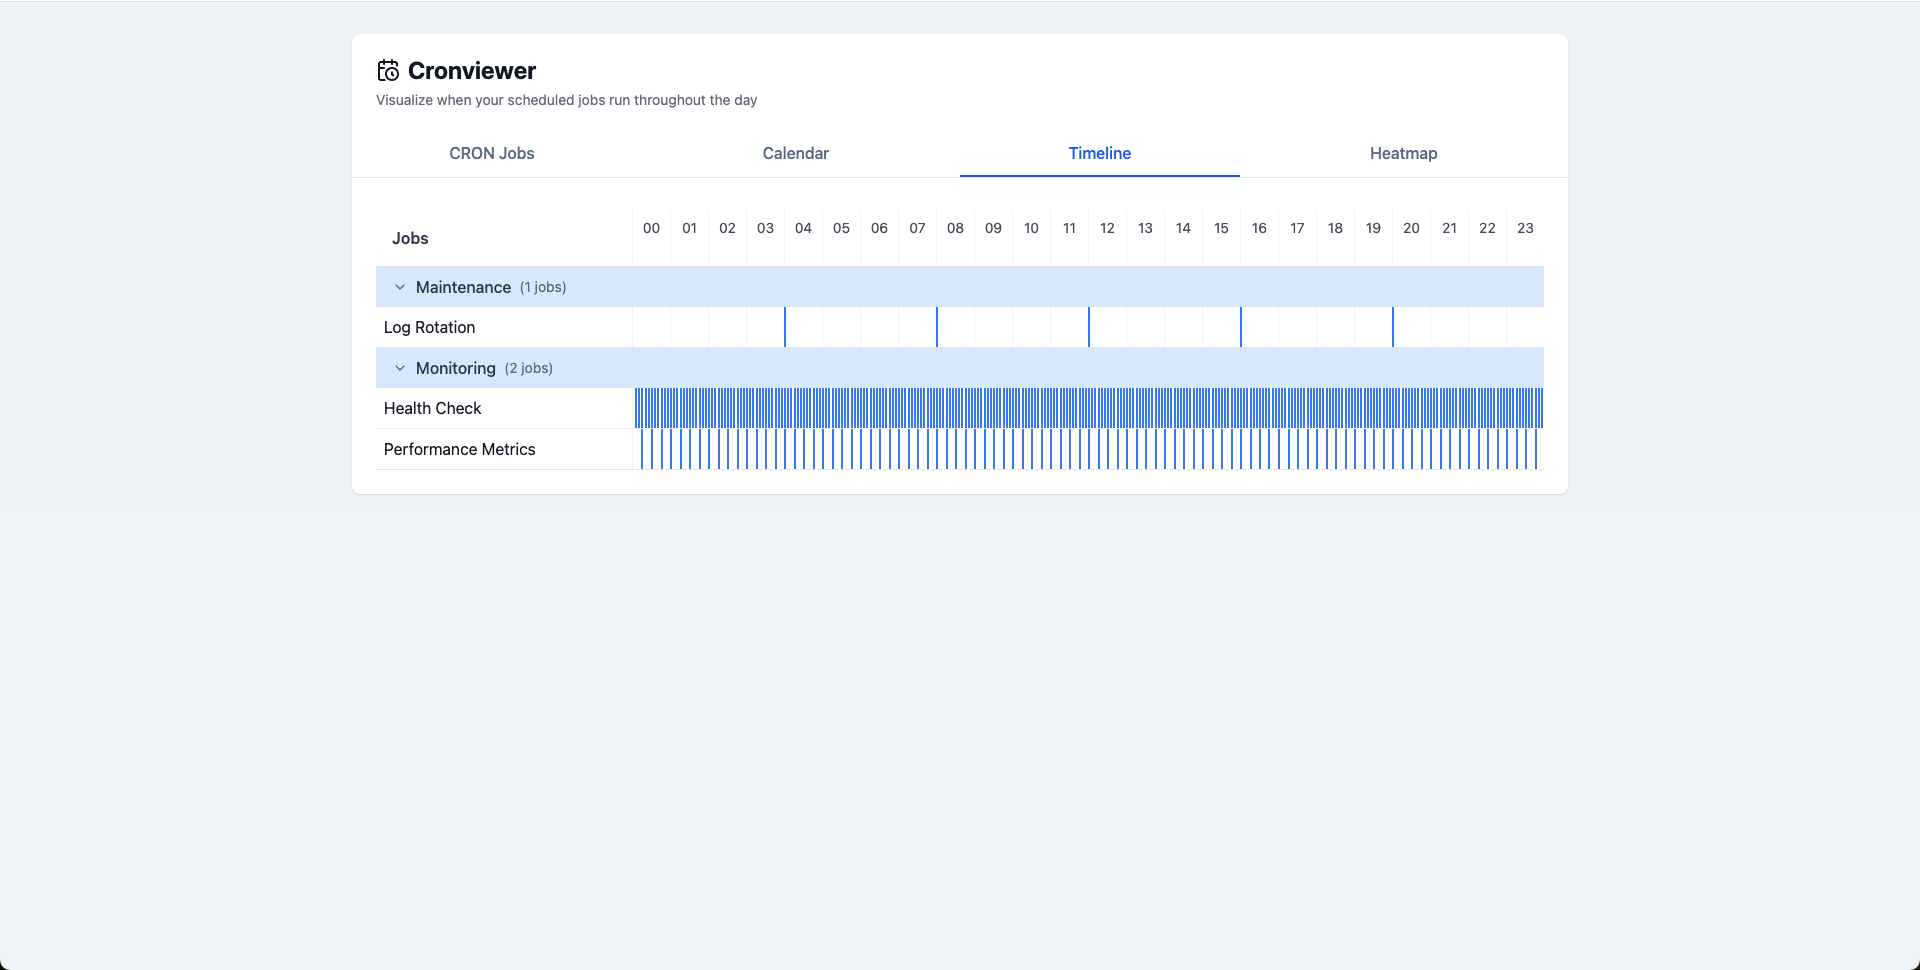 Cronviewer
Visualize when your scheduled jobs run throughout the day
CRON Jobs Calendar Timeline Heatmap
Jobs 00 01 02 03 04 05 06 07 08 09 10 11 12 13 14 15 16 17 18 19 20 21 22 23
Maintenance (1 jobs)
Log Rotation
Monitoring (2 jobs)
Health Check
Performance Metrics